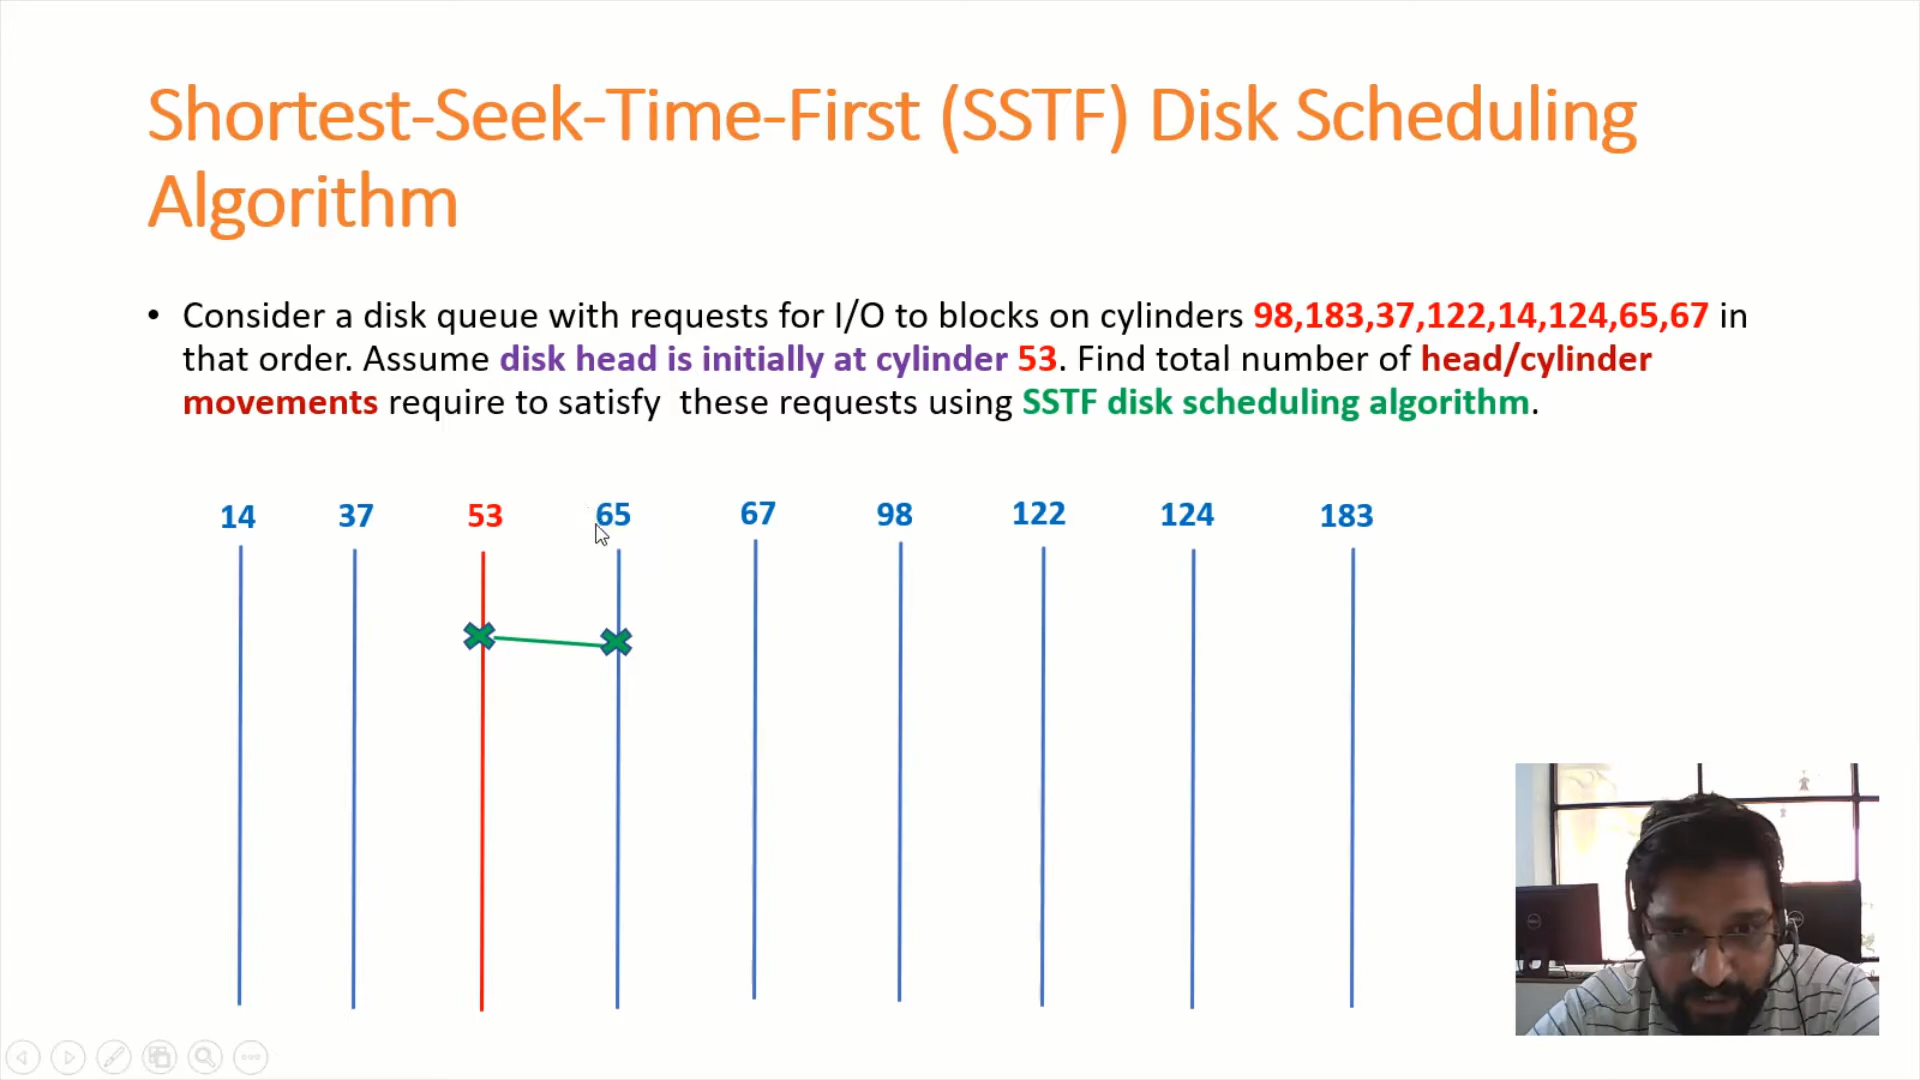 Shortest-Seek-Time-First (SSTF) Disk Scheduling
Algorithm
• Consider a disk queue with requests for I/O to blocks on cylinders 98,183,37,122,14,124,65,67 in
that order. Assume disk head is initially at cylinder 53. Find total number of head/cylinder
movements require to satisfy these requests using SSTF disk scheduling algorithm.
14 37 53 65 67 98 122 124 183